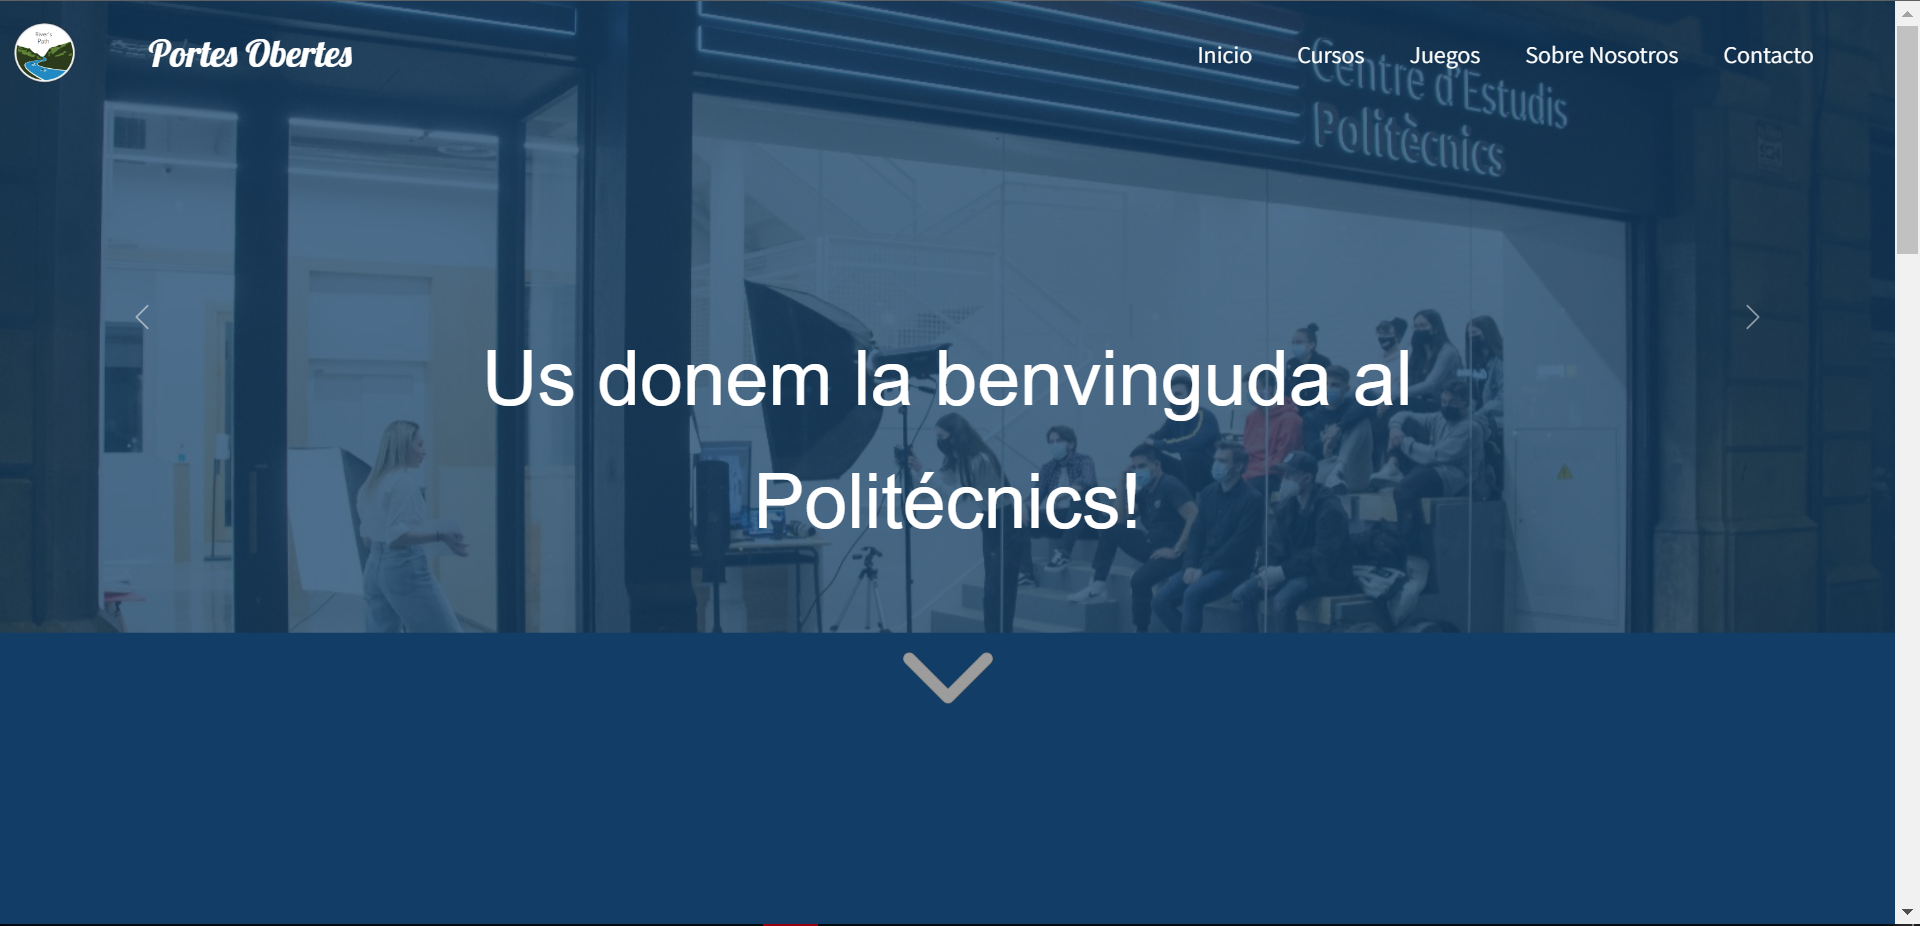 River's
Path
Portes Obertes
Inicio
Cursos
Juegos
Sobre Nosotros
Contacto
Centre d'Estudis
Politècnics
Us donem la benvinguda al
Politécnics!